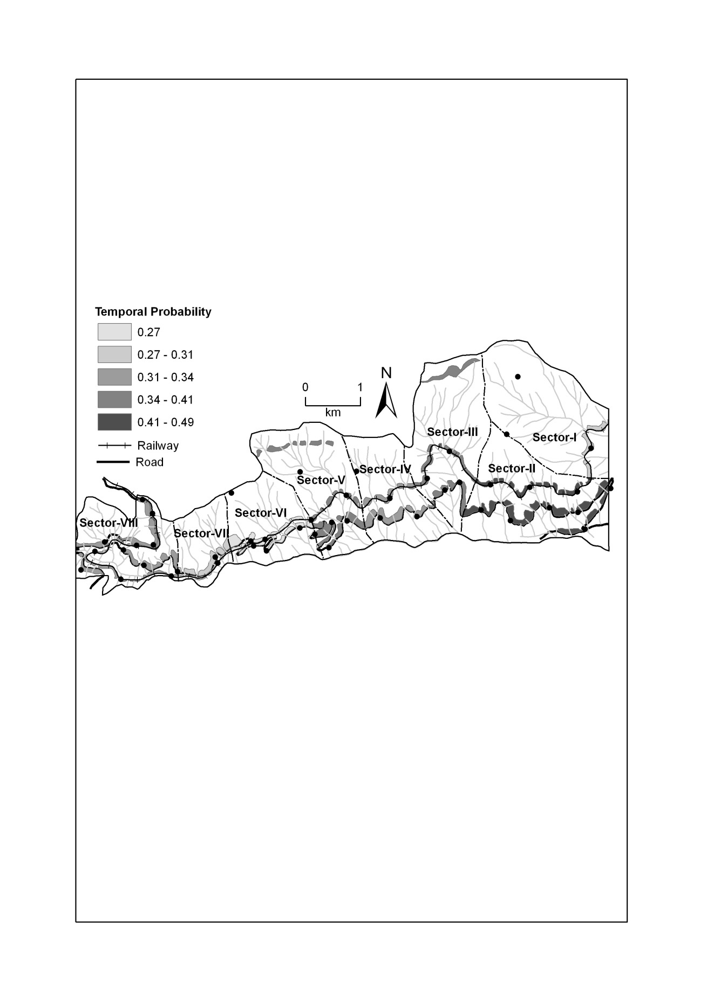 Temporal Probability
0.27
0.27 - 0.31
0.31 - 0.34
0.34 - 0.41
0.41 - 0.49
Railway
Road
0 1
km
N
Sector-III
Sector-I
Sector-II
Sector-IV
Sector-V
Sector-VI
Sector-VIII
Sector-VII